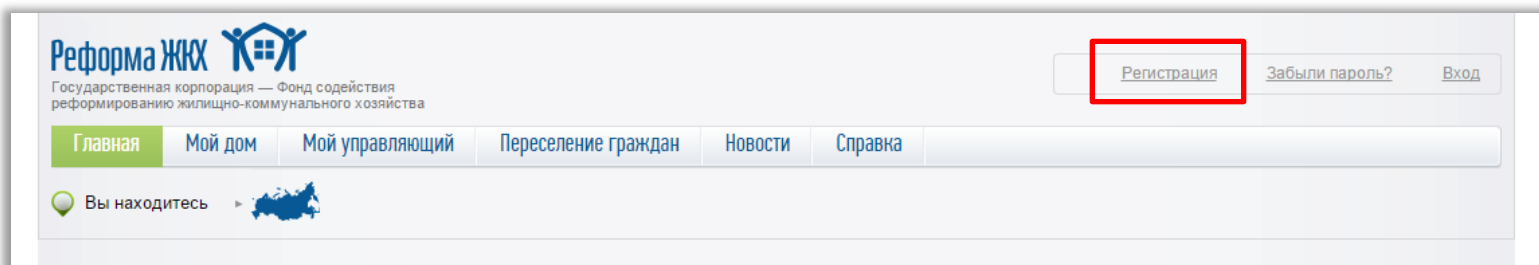 Реформа ЖКХ
Государственная корпорация — Фонд содействия
реформированию жилищно-коммунального хозяйства
Регистрация Забыли пароль? Вход
Главная Мой дом Мой управляющий Переселение граждан Новости Справка
Вы находитесь